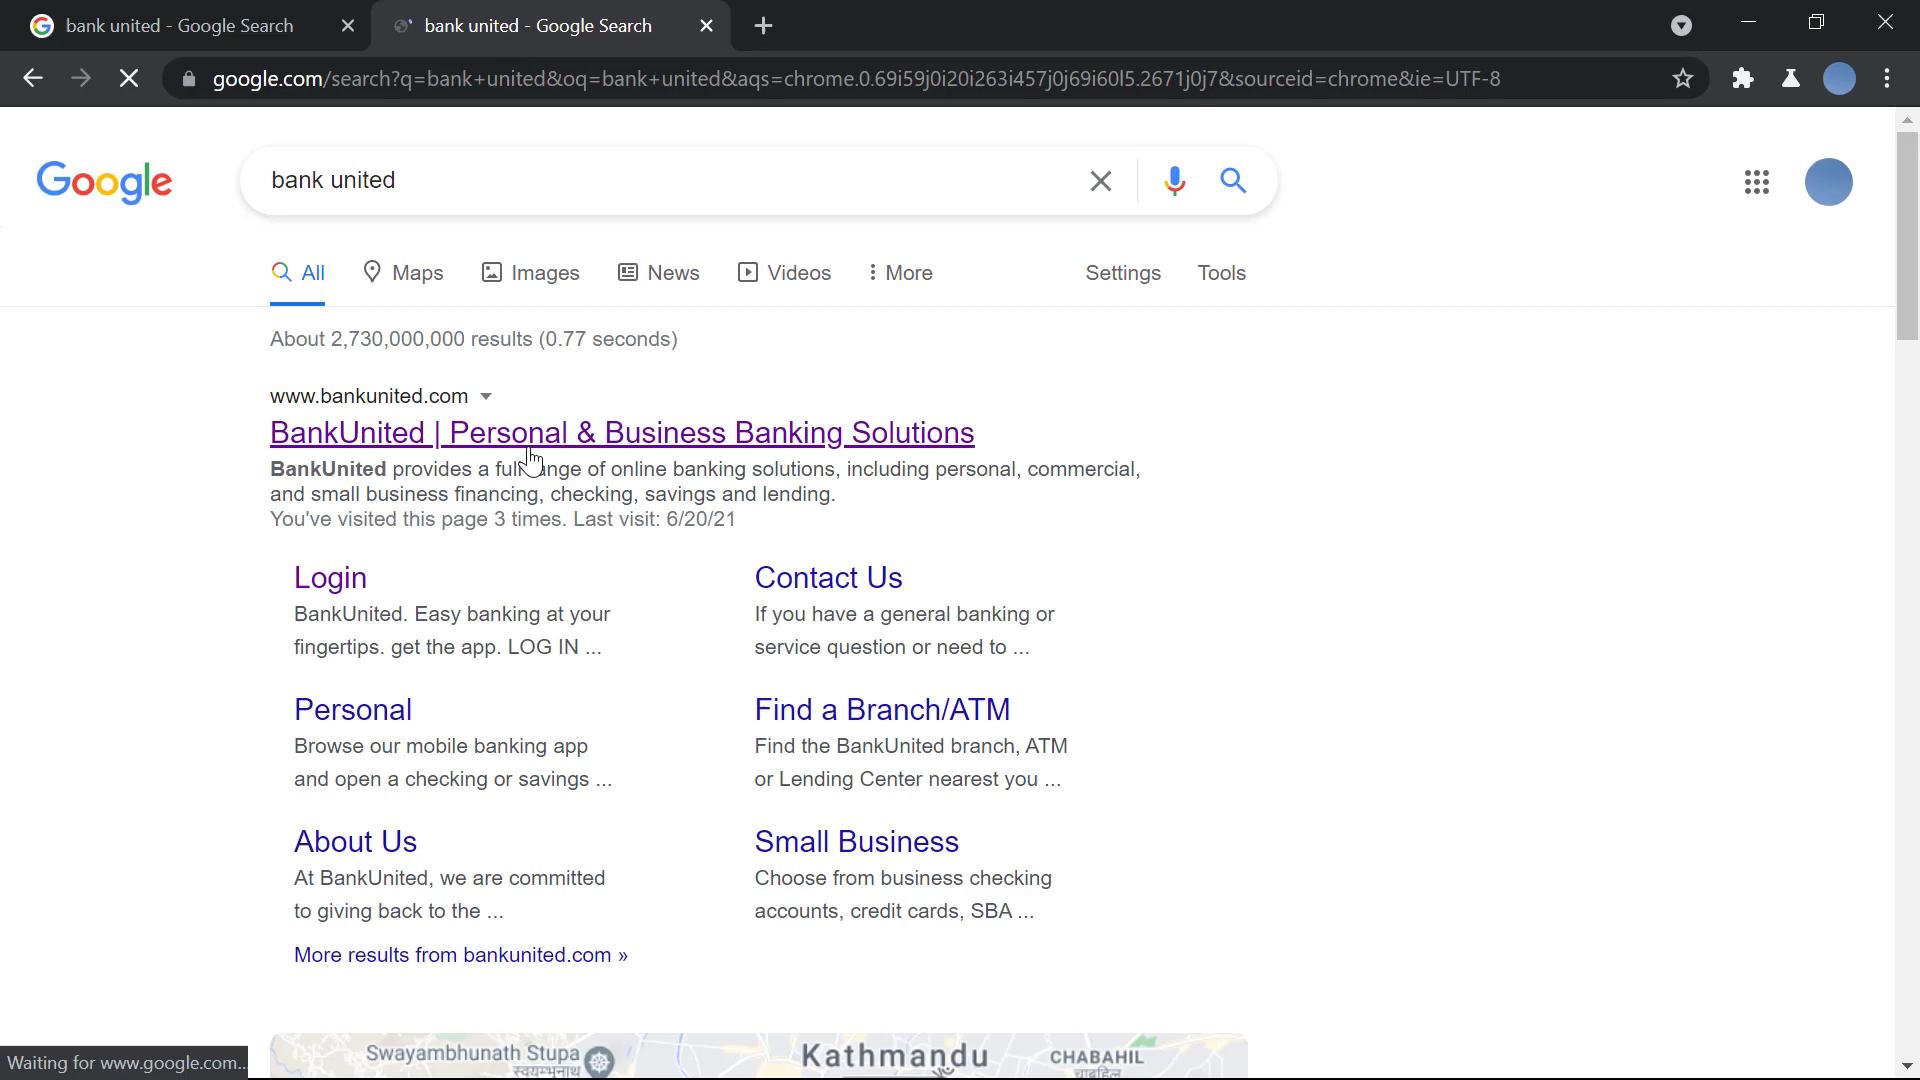 bank united - Google Search
bank united - Google Search
google.com/search?q=bank+united&oq=bank+united&aqs=chrome.0.69i59j0i20i263i457j0j69i60l5.2671j0j7&sourceid=chrome&ie=UTF-8
Google
bank united
All Maps Images News Videos More Settings Tools
About 2,730,000,000 results (0.77 seconds)
www.bankunited.com
BankUnited | Personal & Business Banking Solutions
BankUnited provides a full range of online banking solutions, including personal, commercial,
and small business financing, checking, savings and lending.
You've visited this page 3 times. Last visit: 6/20/21
Login
BankUnited. Easy banking at your
fingertips. get the app. LOG IN ...
Contact Us
If you have a general banking or
service question or need to ...
Personal
Browse our mobile banking app
and open a checking or savings ...
Find a Branch/ATM
Find the BankUnited branch, ATM
or Lending Center nearest you ...
About Us
At BankUnited, we are committed
to giving back to the ...
Small Business
Choose from business checking
accounts, credit cards, SBA ...
More results from bankunited.com »
Swayambhunath Stupa
Kathmandu
CHABAHIL
Waiting for www.google.com...